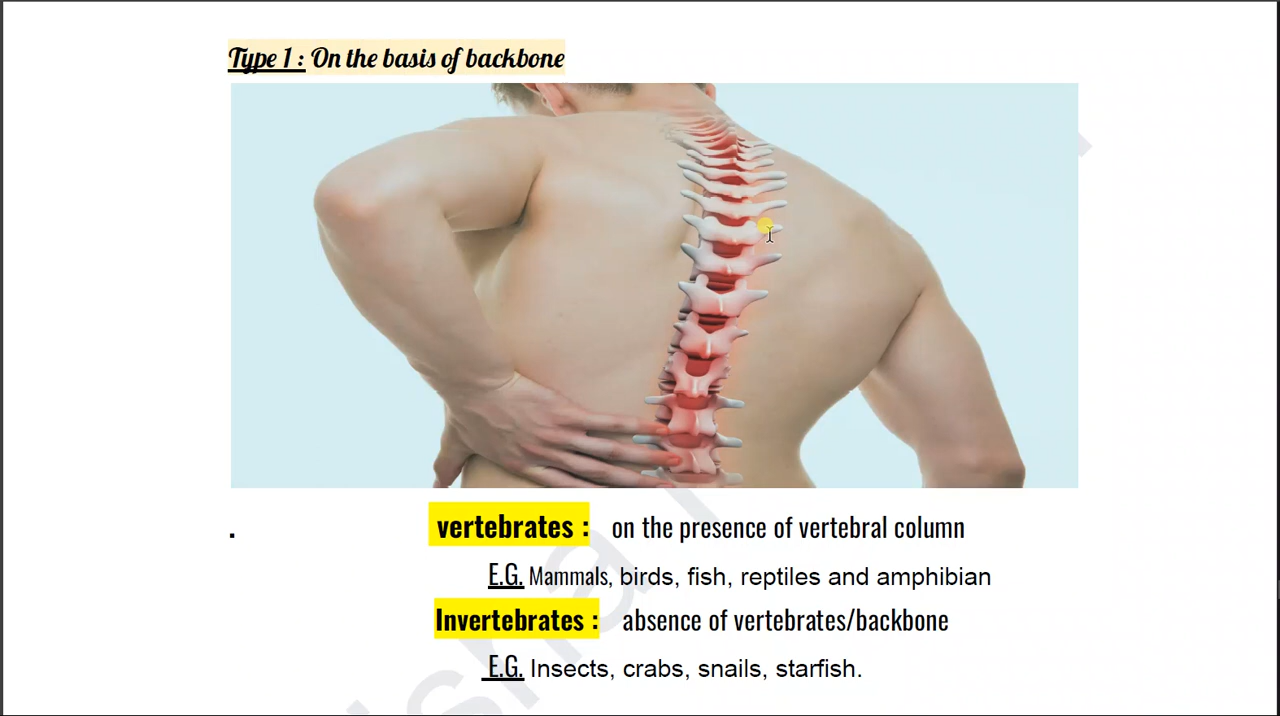 Type 1 : On the basis of backbone
. vertebrates : on the presence of vertebral column
E.G. Mammals, birds, fish, reptiles and amphibian
Invertebrates : absence of vertebrates/backbone
E.G. Insects, crabs, snails, starfish.